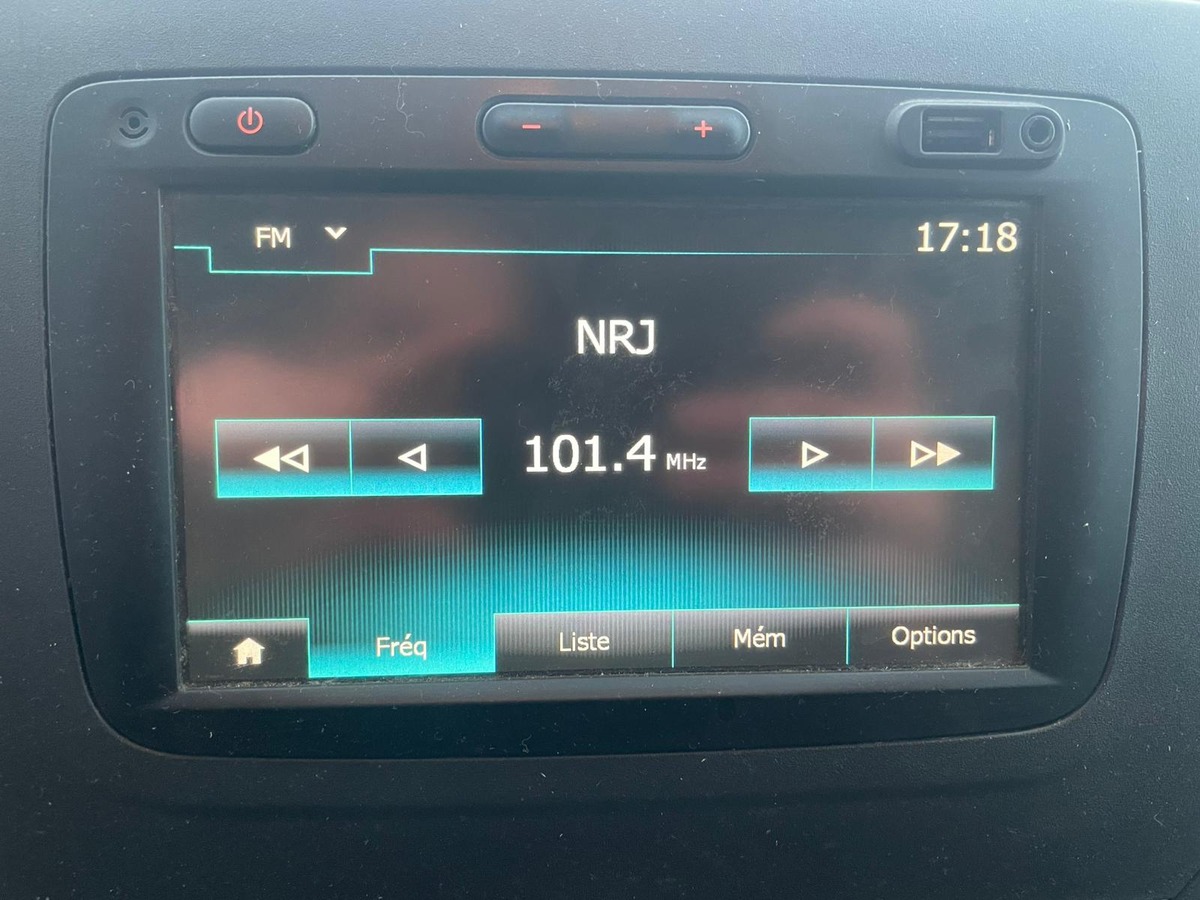 FM
17:18
NRJ
101.4 MHz
Fréq Liste Mém Options